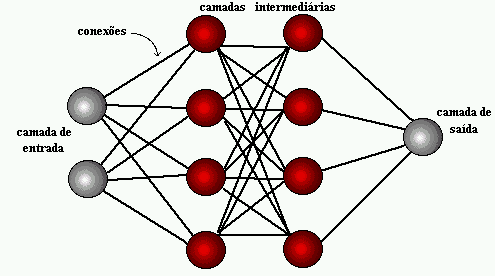 camadas intermediárias
conexões
camada de
entrada
camada de
saída